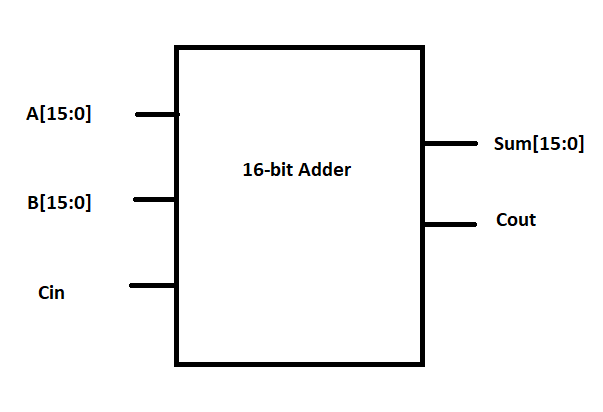 A[15:0]
B[15:0]
Cin
16-bit Adder
Sum[15:0]
Cout